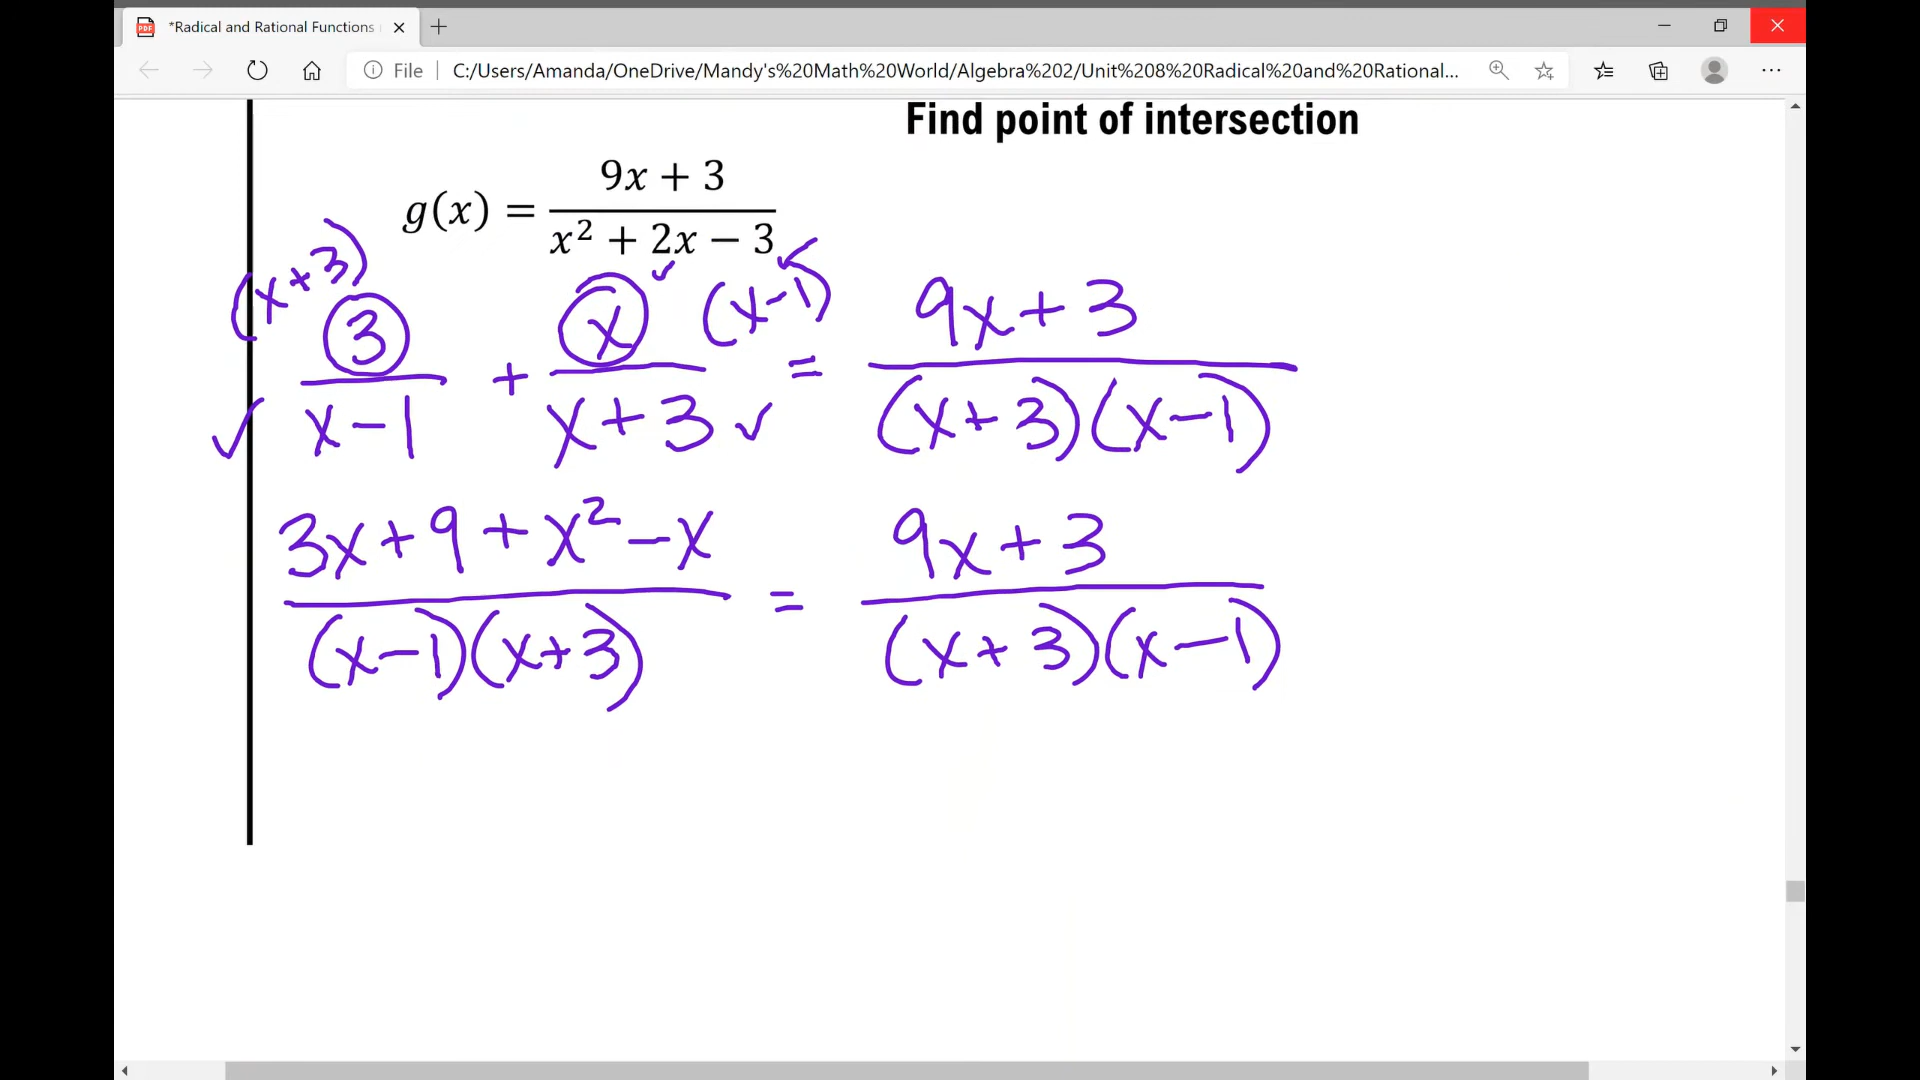 *Radical and Rational Functions
File | C:/Users/Amanda/OneDrive/Mandy's%20Math%20World/Algebra%202/Unit%208%20Radical%20and%20Rational...
Find point of intersection
g(x) = (9x + 3)/(x² + 2x − 3)
(x+3) 3/(x−1) + x/(x+3) (x−1) = (9x+3)/((x+3)(x−1))
(3x+9+x²−x)/((x−1)(x+3)) = (9x+3)/((x+3)(x−1))